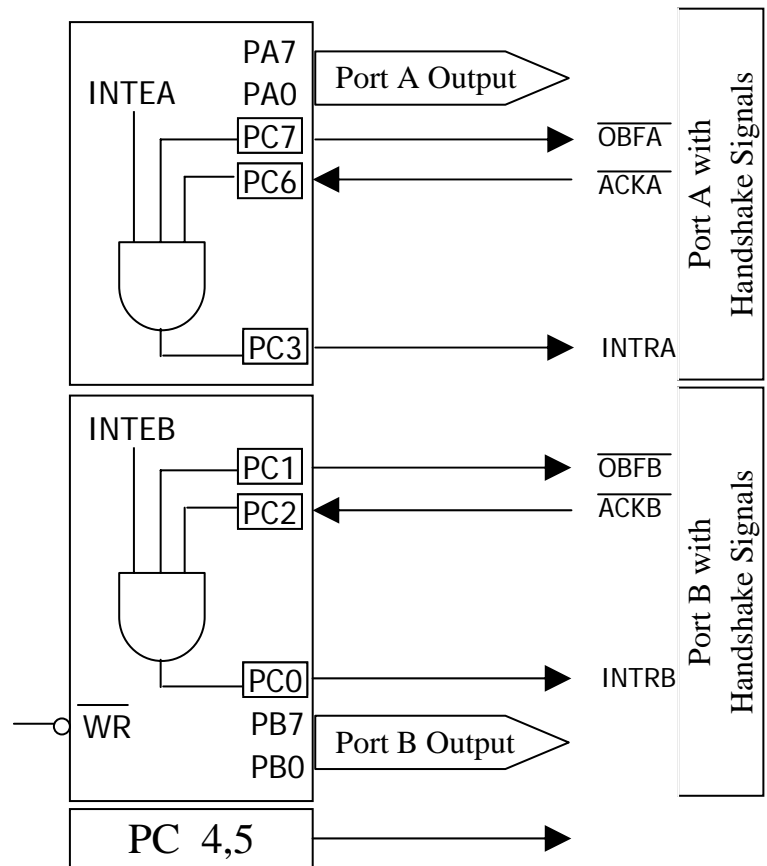 PA7
Port A Output
INTEA
PA0
PC7
OBFA
PC6
ACKA
Port A with
Handshake Signals
PC3
INTRA
INTEB
PC1
OBFB
PC2
ACKB
Port B with
Handshake Signals
PC0
INTRB
WR
PB7
Port B Output
PB0
PC 4,5